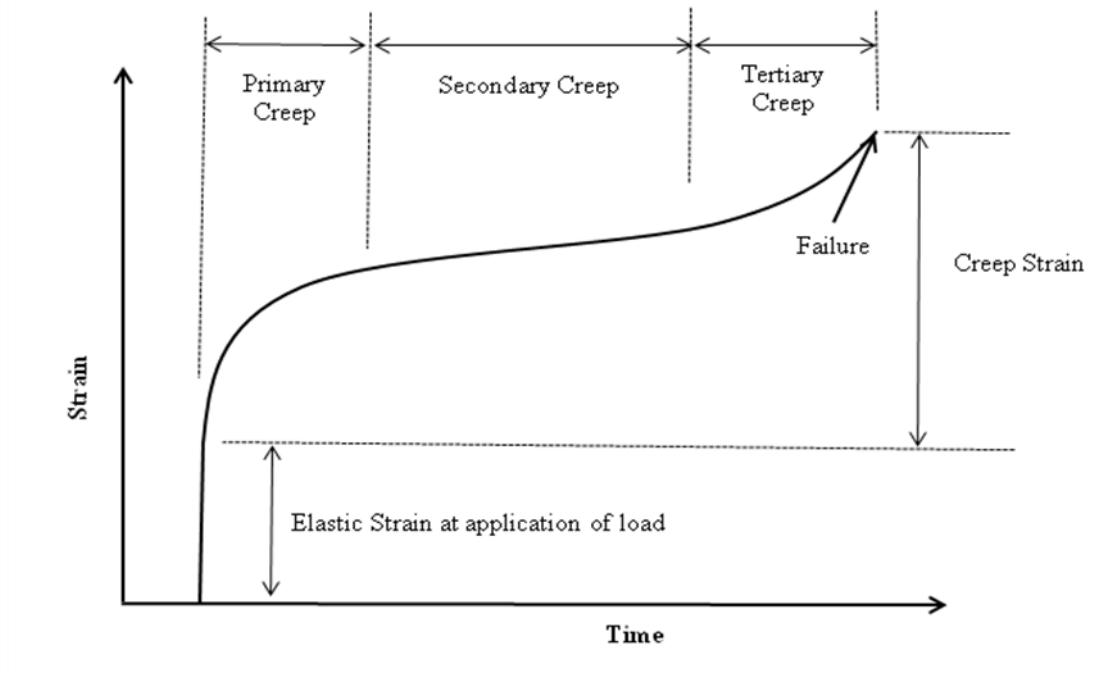 Primary
Creep
Secondary Creep
Tertiary
Creep
Failure
Creep Strain
Strain
Elastic Strain at application of load
Time